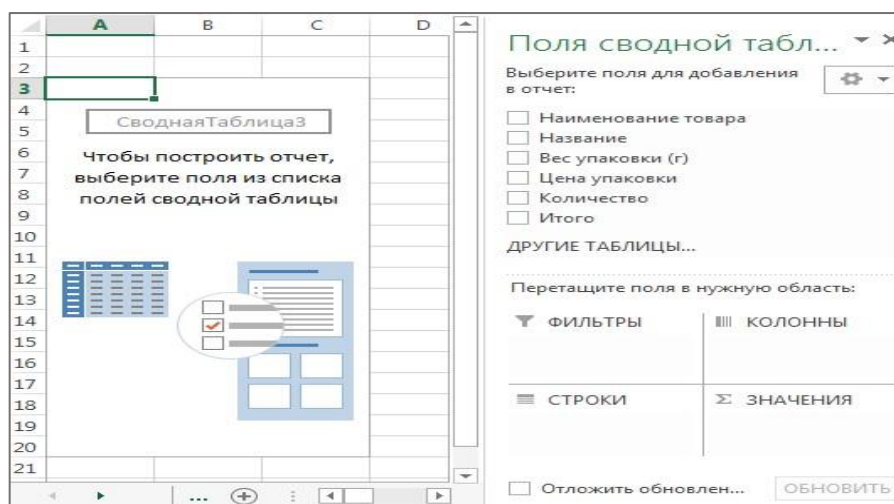 A B C D
1
2
3
4
5
6
7
8
9
10
11
12
13
14
15
16
17
18
19
20
21
СводнаяТаблица3
Чтобы построить отчет,
выберите поля из списка
полей сводной таблицы
...
Поля сводной табл...
Выберите поля для добавления
в отчет:
Наименование товара
Название
Вес упаковки (г)
Цена упаковки
Количество
Итого
ДРУГИЕ ТАБЛИЦЫ...
Перетащите поля в нужную область:
ФИЛЬТРЫ
КОЛОННЫ
СТРОКИ
Σ ЗНАЧЕНИЯ
Отложить обновлен...
ОБНОВИТЬ